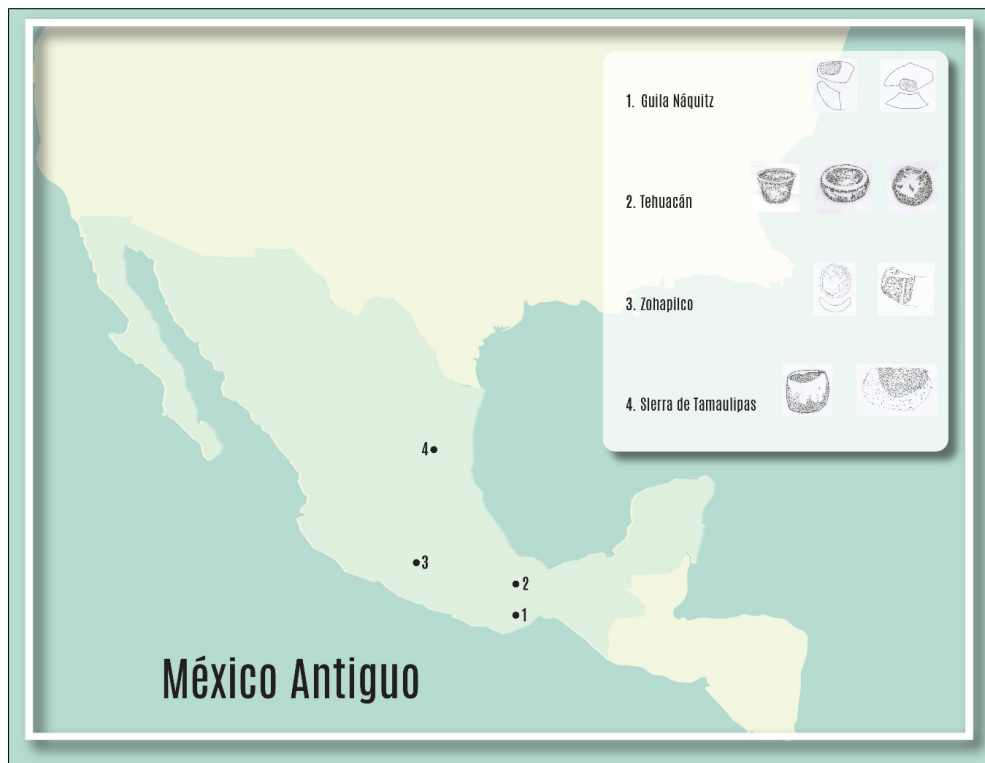 1. Guila Náquitz
2. Tehuacán
3. Zohapilco
4. SIerra de Tamaulipas
4
3
2
1
México Antiguo